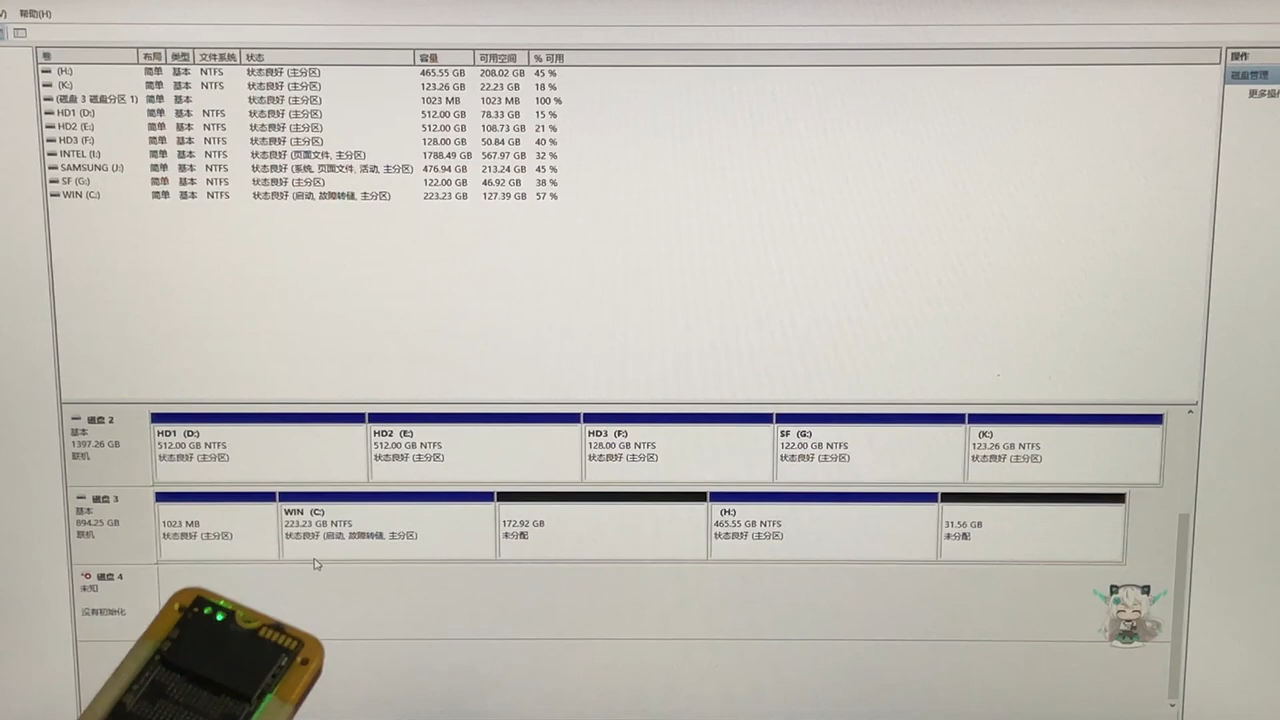 帮助(H)
卷 布局 类型 文件系统 状态 容量 可用空间 % 可用
(H:) 简单 基本 NTFS 状态良好 (主分区) 465.55 GB 208.02 GB 45 %
(K:) 简单 基本 NTFS 状态良好 (主分区) 123.26 GB 22.23 GB 18 %
(磁盘 3 磁盘分区 1) 简单 基本 状态良好 (主分区) 1023 MB 1023 MB 100 %
HD1 (D:) 简单 基本 NTFS 状态良好 (主分区) 512.00 GB 78.33 GB 15 %
HD2 (E:) 简单 基本 NTFS 状态良好 (主分区) 512.00 GB 108.73 GB 21 %
HD3 (F:) 简单 基本 NTFS 状态良好 (主分区) 128.00 GB 50.84 GB 40 %
INTEL (I:) 简单 基本 NTFS 状态良好 (页面文件, 主分区) 1788.49 GB 567.97 GB 32 %
SAMSUNG (J:) 简单 基本 NTFS 状态良好 (系统, 页面文件, 活动, 主分区) 476.94 GB 213.24 GB 45 %
SF (G:) 简单 基本 NTFS 状态良好 (主分区) 122.00 GB 46.92 GB 38 %
WIN (C:) 简单 基本 NTFS 状态良好 (启动, 故障转储, 主分区) 223.23 GB 127.39 GB 57 %
操作
磁盘管理
更多操作
磁盘 2
基本
1397.26 GB
联机
HD1 (D:)
512.00 GB NTFS
状态良好 (主分区)
HD2 (E:)
512.00 GB NTFS
状态良好 (主分区)
HD3 (F:)
128.00 GB NTFS
状态良好 (主分区)
SF (G:)
122.00 GB NTFS
状态良好 (主分区)
(K:)
123.26 GB NTFS
状态良好 (主分区)
磁盘 3
基本
894.25 GB
联机
1023 MB
状态良好 (主分区)
WIN (C:)
223.23 GB NTFS
状态良好 (启动, 故障转储, 主分区)
172.92 GB
未分配
(H:)
465.55 GB NTFS
状态良好 (主分区)
31.56 GB
未分配
磁盘 4
未知
没有初始化